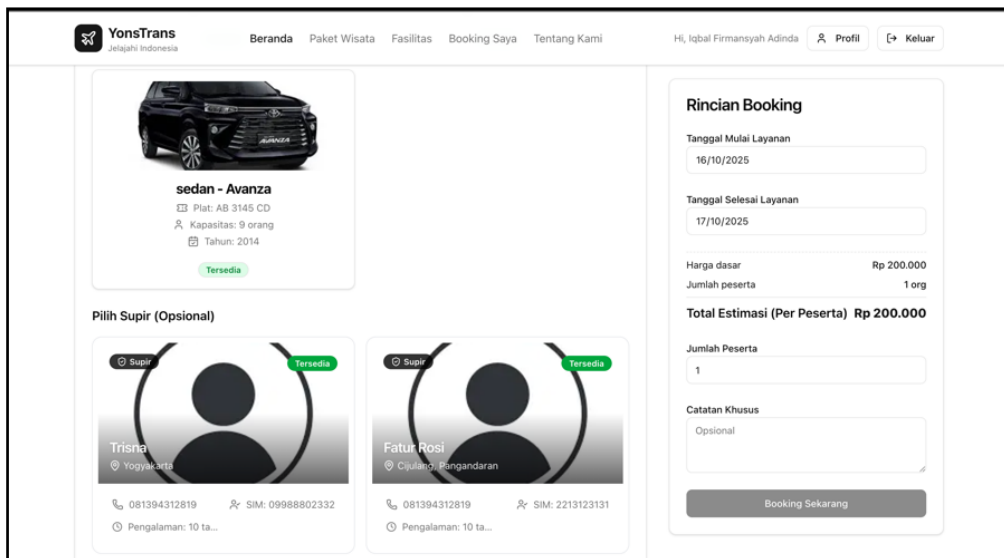 YonsTrans
Jelajahi Indonesia
Beranda Paket Wisata Fasilitas Booking Saya Tentang Kami
Hi, Iqbal Firmansyah Adinda Profil Keluar
AVANZA
sedan - Avanza
Plat: AB 3145 CD
Kapasitas: 9 orang
Tahun: 2014
Tersedia
Pilih Supir (Opsional)
Supir Tersedia
Trisna
Yogyakarta
081394312819 SIM: 09988802332
Pengalaman: 10 ta...
Supir Tersedia
Fatur Rosi
Cijulang, Pangandaran
081394312819 SIM: 2213123131
Pengalaman: 10 ta...
Rincian Booking
Tanggal Mulai Layanan
16/10/2025
Tanggal Selesai Layanan
17/10/2025
Harga dasar Rp 200.000
Jumlah peserta 1 org
Total Estimasi (Per Peserta) Rp 200.000
Jumlah Peserta
1
Catatan Khusus
Opsional
Booking Sekarang